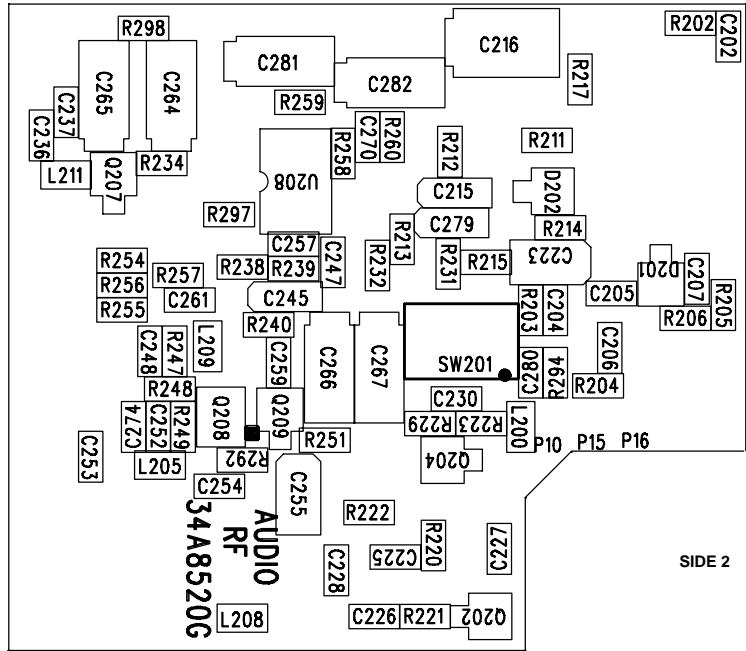 R298
R202
C202
C281
C216
C265
C264
C282
R217
R259
C237
C236
R258
C270
R260
R212
R211
L211
Q207
R234
U208
C215
D202
R297
C279
R213
R214
C257
C247
R254
R257
R238
R239
R232
R231
R215
C223
D201
C207
R256
C261
C245
C205
R205
R255
R203
C204
R206
R240
C248
R247
L209
C259
C266
C267
SW201
C206
C280
R294
R204
R248
C230
C274
C252
R249
Q208
Q209
R229
R223
L200
C253
R251
P10
P15
P16
L205
R292
Q204
C254
C255
R222
AUDIO
RF
34A8520G
R220
C227
C225
C228
SIDE 2
L208
C226
R221
Q202